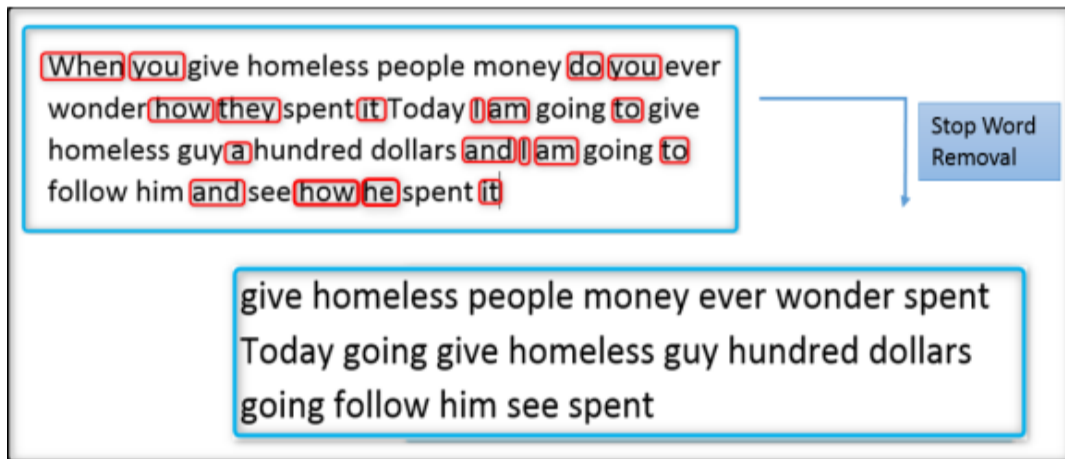 When you give homeless people money do you ever
wonder how they spent it Today I am going to give
homeless guy a hundred dollars and I am going to
follow him and see how he spent it
Stop Word
Removal
give homeless people money ever wonder spent
Today going give homeless guy hundred dollars
going follow him see spent